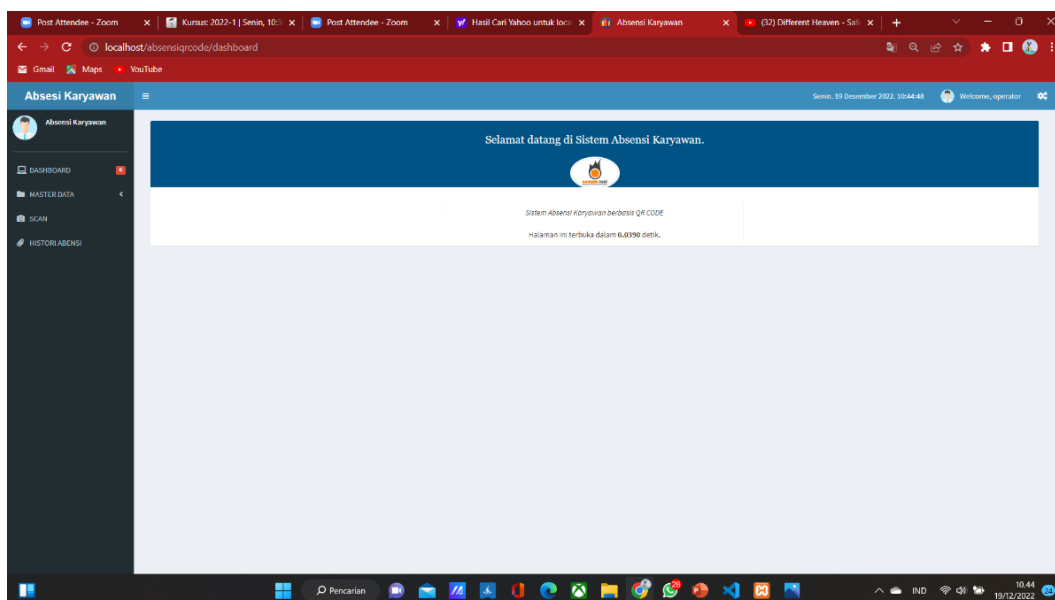 Post Attendee - Zoom
Kursus: 2022-1 | Senin, 10:3
Post Attendee - Zoom
Hasil Cari Yahoo untuk local
Absensi Karyawan
(32) Different Heaven - Safe
localhost/absensiqrcode/dashboard
Gmail
Maps
YouTube
Absesi Karyawan
Senin, 19 Desember 2022, 10:44:48
Welcome, operator
Absensi Karyawan
Selamat datang di Sistem Absensi Karyawan.
DASHBOARD
MASTER DATA
SCAN
HISTORI ABENSI
Sistem Absensi Karyawan berbasis QR CODE
Halaman ini terbuka dalam 0.0390 detik.
Pencarian
28
IND
10.44
19/12/2022
24